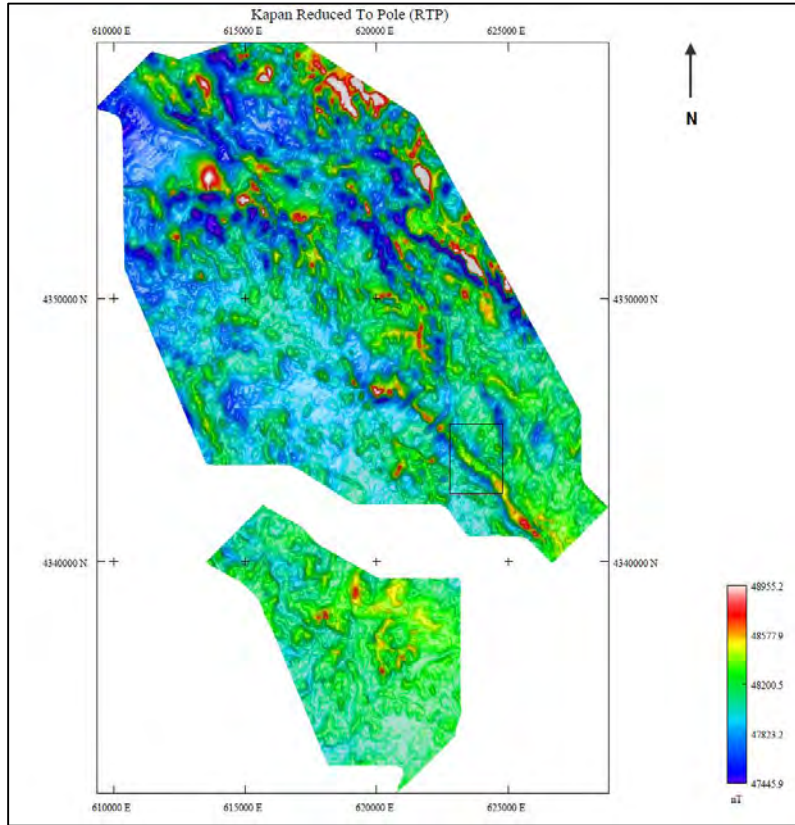 Kapan Reduced To Pole (RTP)
610000 E 615000 E 620000 E 625000 E
N
4350000 N 4350000 N
4340000 N 4340000 N
48955.2
48577.9
48200.5
47823.2
47445.9
nT
610000 E 615000 E 620000 E 625000 E